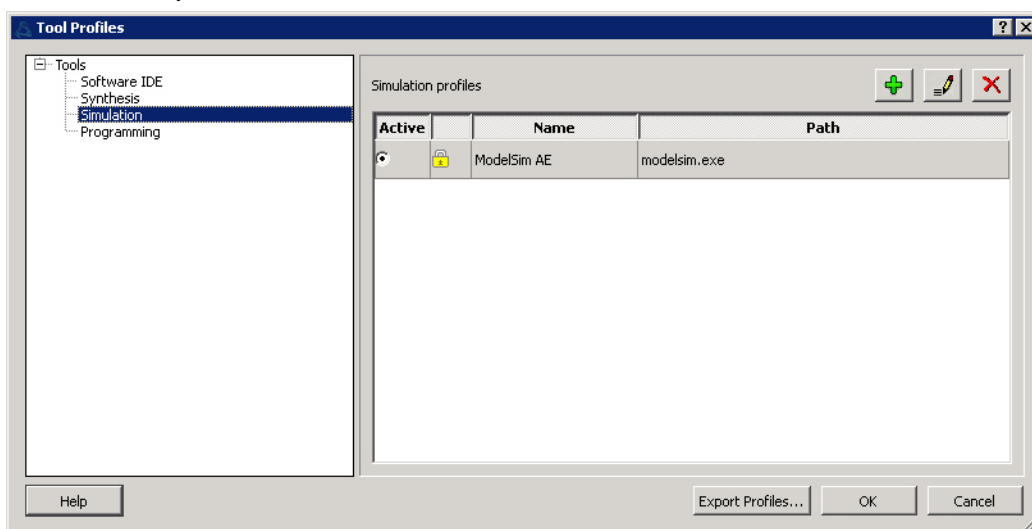 Tool Profiles
Tools
Software IDE
Synthesis
Simulation
Programming
Simulation profiles
Active Name Path
ModelSim AE modelsim.exe
Help Export Profiles... OK Cancel